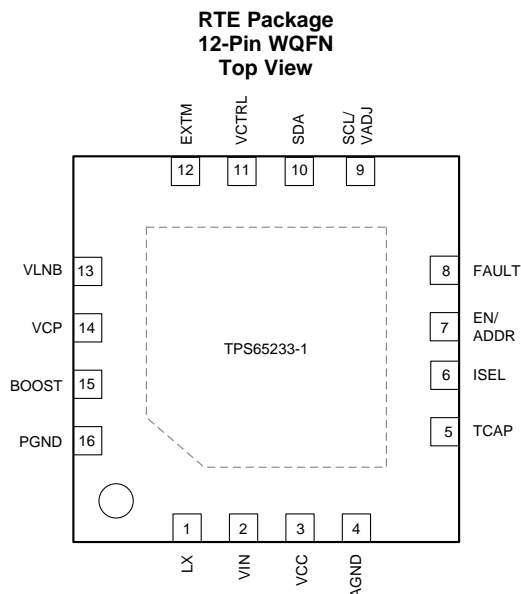 RTE Package
12-Pin WQFN
Top View
EXTM
VCTRL
SDA
SCL/
VADJ
12
11
10
9
VLNB
13
8
FAULT
VCP
14
7
EN/
ADDR
TPS65233-1
6
ISEL
BOOST
15
5
TCAP
PGND
16
1
2
3
4
LX
VIN
VCC
AGND